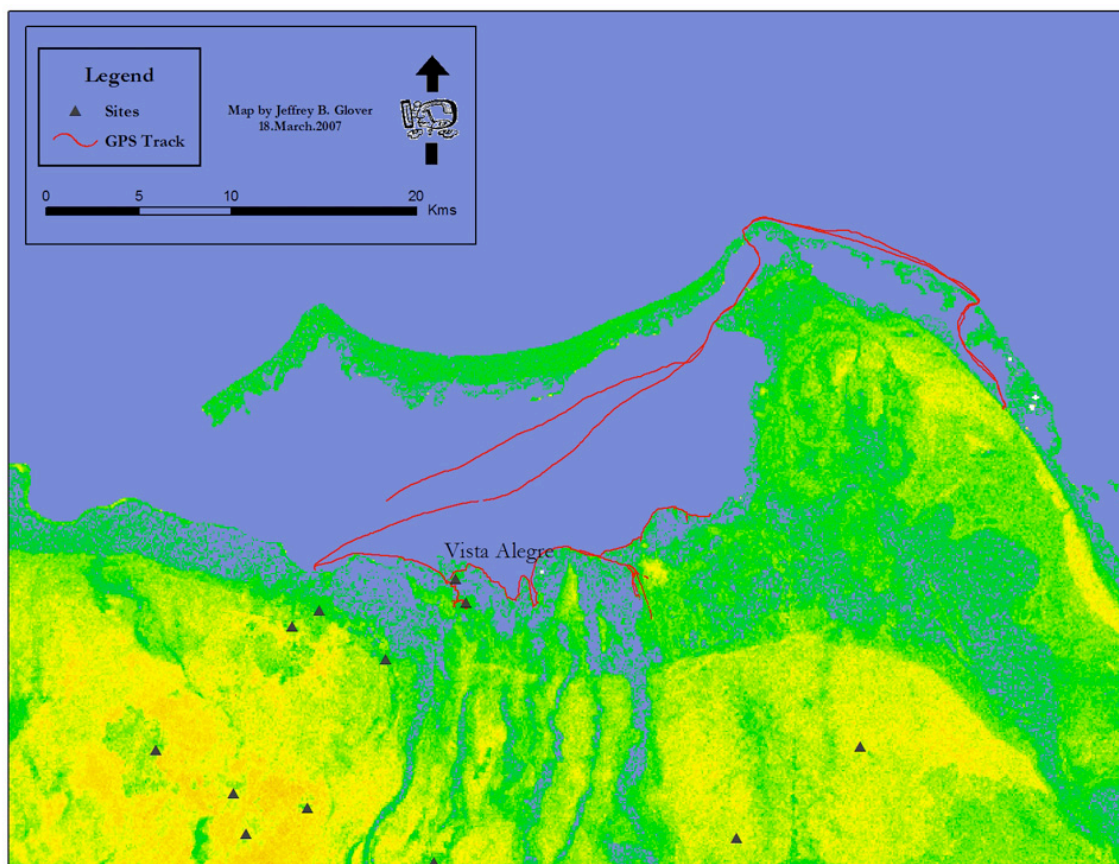 Legend
Sites
GPS Track
Map by Jeffrey B. Glover
18.March.2007
0 5 10 20
Kms
Vista Alegre